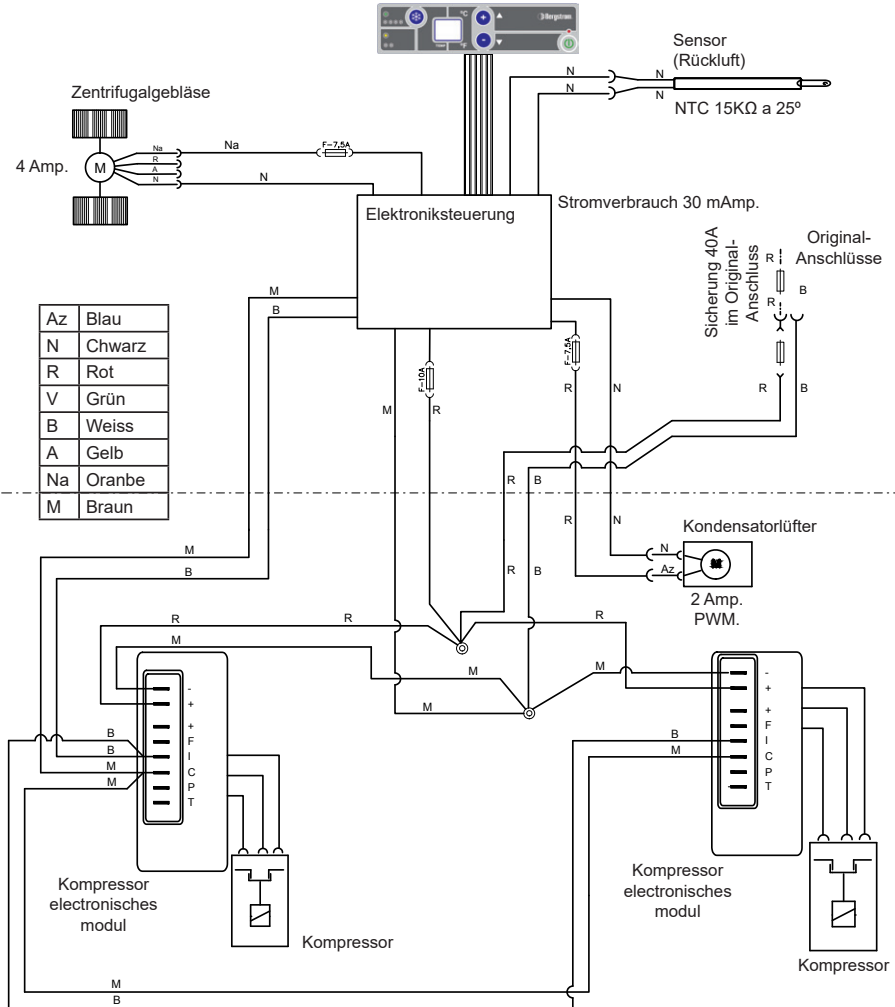 °C
Bergstrom
°F
Sensor
(Rückluft)
N
N
N
N
NTC 15KΩ a 25º
Zentrifugalgebläse
4 Amp.
M
Na
R
A
N
Na
F-7,5A
N
Elektroniksteuerung
Stromverbrauch 30 mAmp.
Sicherung 40A
im Original-
Anschluss
Original-
Anschlüsse
R
B
R
R
B
M
B
Az Blau
N Chwarz
R Rot
V Grün
B Weiss
A Gelb
Na Oranbe
M Braun
F-10A
F-7,5A
M
R
R
N
R
B
R
N
R
B
Kondensatorlüfter
N
Az
M
2 Amp.
PWM.
M
B
R
R
R
M
M
M
M
-
+
+
F
I
C
P
T
B
B
M
M
-
+
+
F
I
C
P
T
B
M
Kompressor
electronisches
modul
Kompressor
Kompressor
electronisches
modul
Kompressor
M
B